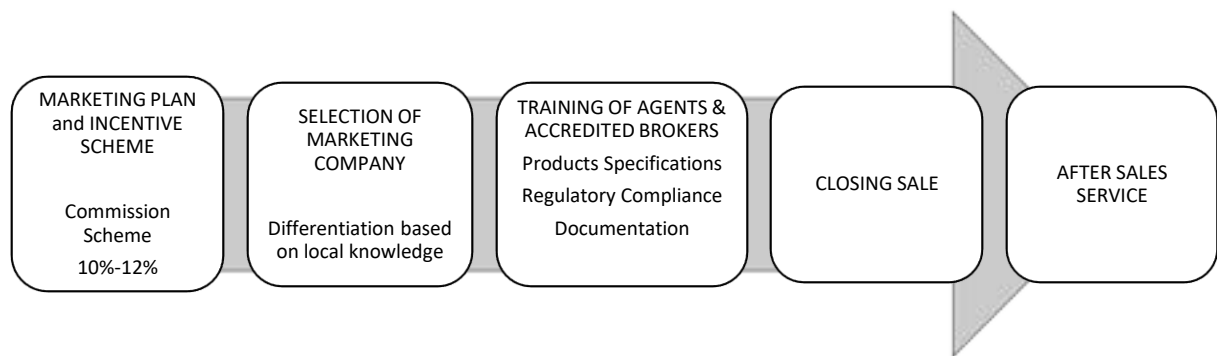 MARKETING PLAN
and INCENTIVE
SCHEME
Commission
Scheme
10%-12%
SELECTION OF
MARKETING
COMPANY
Differentiation based
on local knowledge
TRAINING OF AGENTS &
ACCREDITED BROKERS
Products Specifications
Regulatory Compliance
Documentation
CLOSING SALE
AFTER SALES
SERVICE